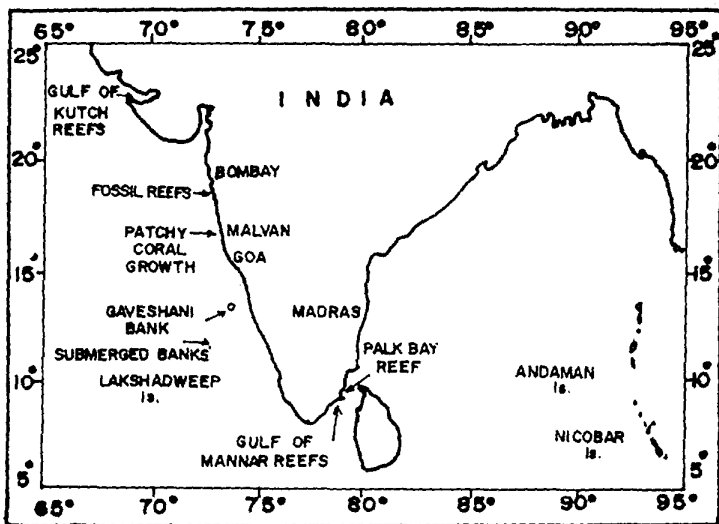 65° 70° 75° 80° 85° 90° 95°
25° 25°
INDIA
GULF OF
KUTCH
REEFS
20° 20°
BOMBAY
FOSSIL REEFS
PATCHY
CORAL
GROWTH
MALVAN
GOA
15° 15°
GAVESHANI
BANK
MADRAS
SUBMERGED BANKS
PALK BAY
REEF
LAKSHADWEEP
Is.
ANDAMAN
Is.
10° 10°
GULF OF
MANNAR REEFS
NICOBAR
Is.
5° 5°
65° 70° 75° 80° 85° 90° 95°